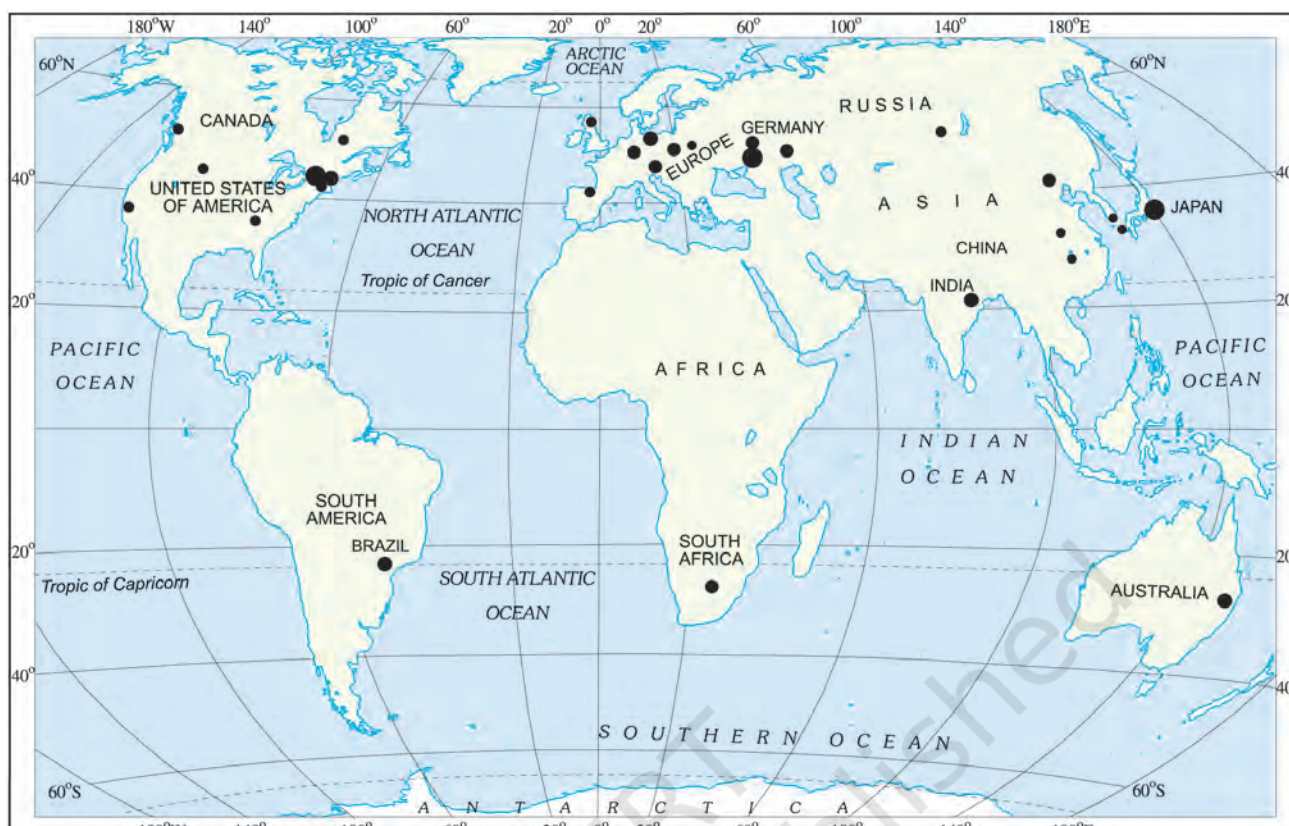 180°W 140° 100° 60° 20° 0 20° 60° 100° 140° 180°E
60°N
ARCTIC
OCEAN
60°N
RUSSIA
CANADA
GERMANY
EUROPE
40°
40
UNITED STATES
OF AMERICA
ASIA
JAPAN
NORTH ATLANTIC
OCEAN
CHINA
Tropic of Cancer
INDIA
20°
20
PACIFIC
OCEAN
AFRICA
PACIFIC
OCEAN
INDIAN
OCEAN
SOUTH
AMERICA
BRAZIL
SOUTH
AFRICA
20°
20
Tropic of Capricorn
SOUTH ATLANTIC
OCEAN
AUSTRALIA
40°
40
SOUTHERN OCEAN
60°S
60°S
ANTARCTICA